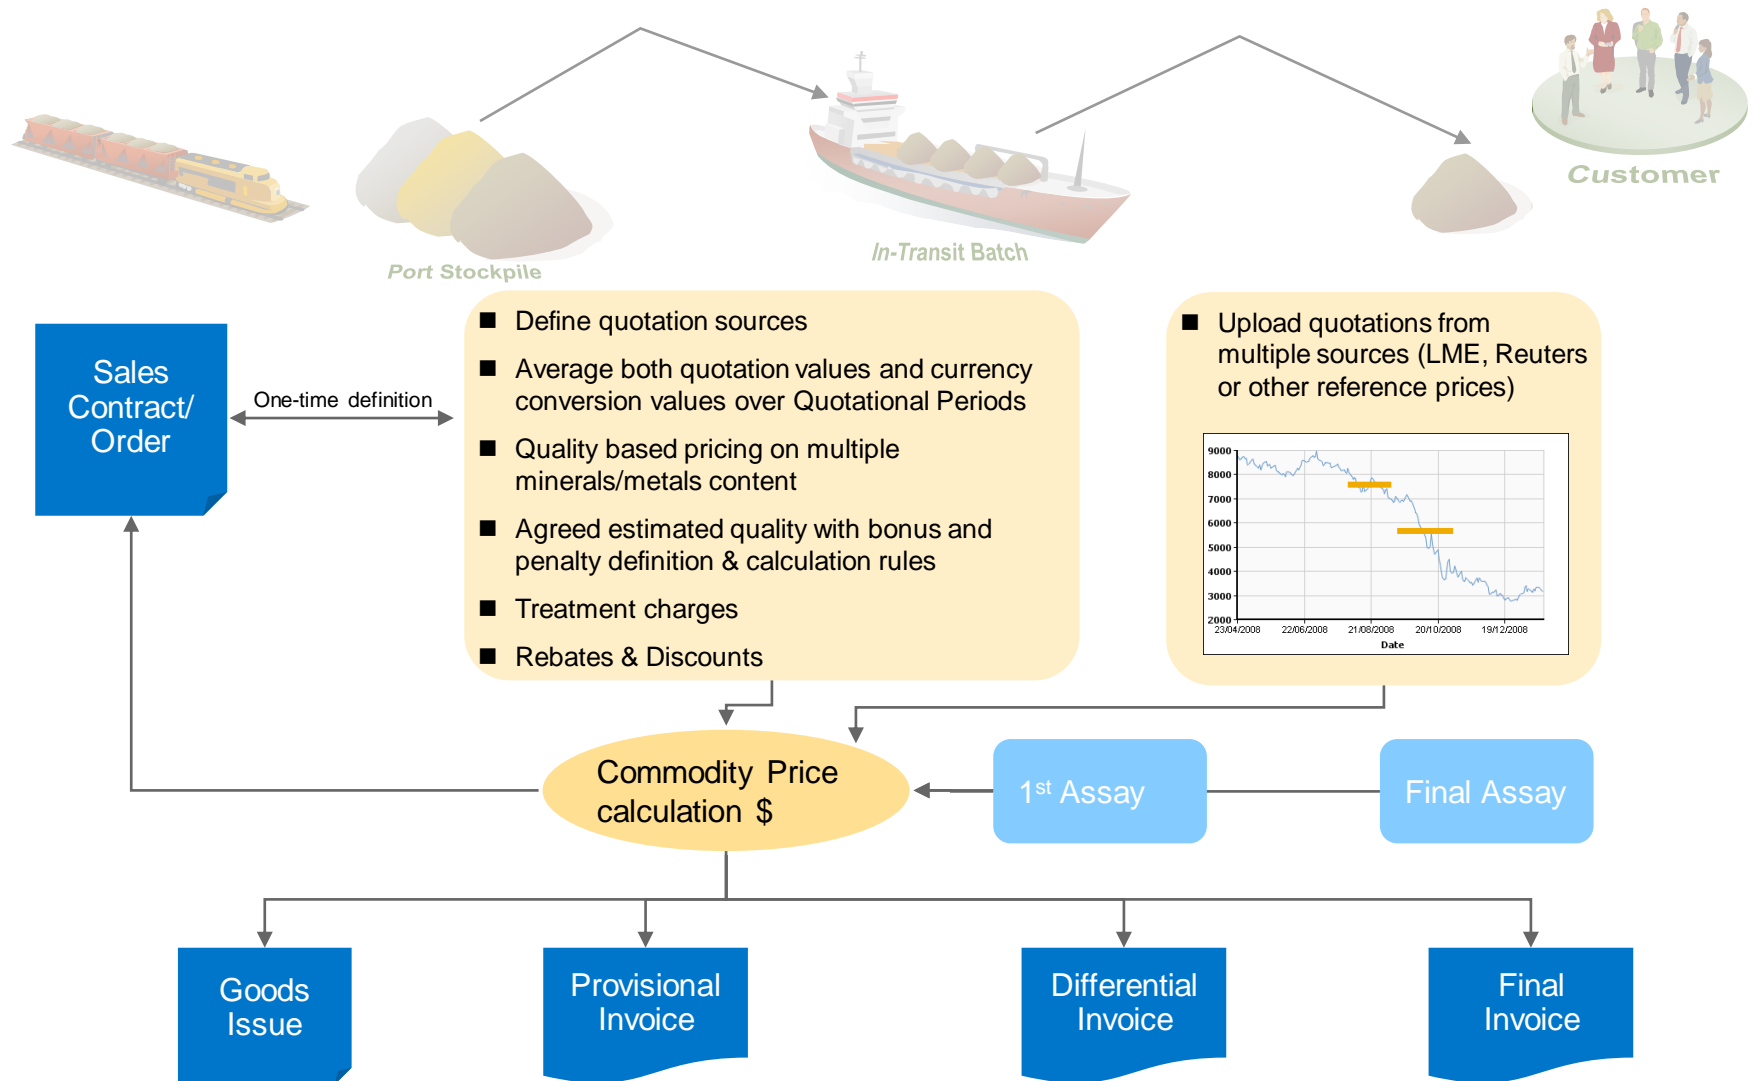 Customer
In-Transit Batch
Port Stockpile
Sales
Contract/
Order
One-time definition
■ Define quotation sources
■ Average both quotation values and currency
conversion values over Quotational Periods
■ Quality based pricing on multiple
minerals/metals content
■ Agreed estimated quality with bonus and
penalty definition & calculation rules
■ Treatment charges
■ Rebates & Discounts
■ Upload quotations from
multiple sources (LME, Reuters
or other reference prices)
9000
8000
7000
6000
5000
4000
3000
2000
23/04/2008 22/06/2008 21/08/2008 20/10/2008 19/12/2008
Date
Commodity Price
calculation $
1st Assay
Final Assay
Goods
Issue
Provisional
Invoice
Differential
Invoice
Final
Invoice